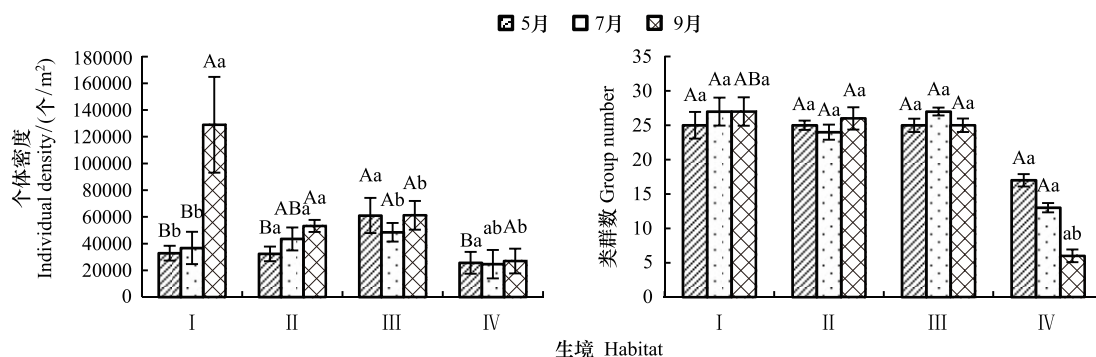 5月 7月 9月
个体密度
Individual density/(个/m²)
180000
160000
140000
120000
100000
80000
60000
40000
20000
0
Bb Bb Aa
Ba ABa Aa
Aa Ab Ab
Ba ab Ab
I II III IV
类群数 Group number
35
30
25
20
15
10
5
0
Aa Aa ABa
Aa Aa Aa
Aa Aa Aa
Aa Aa ab
I II III IV
生境 Habitat